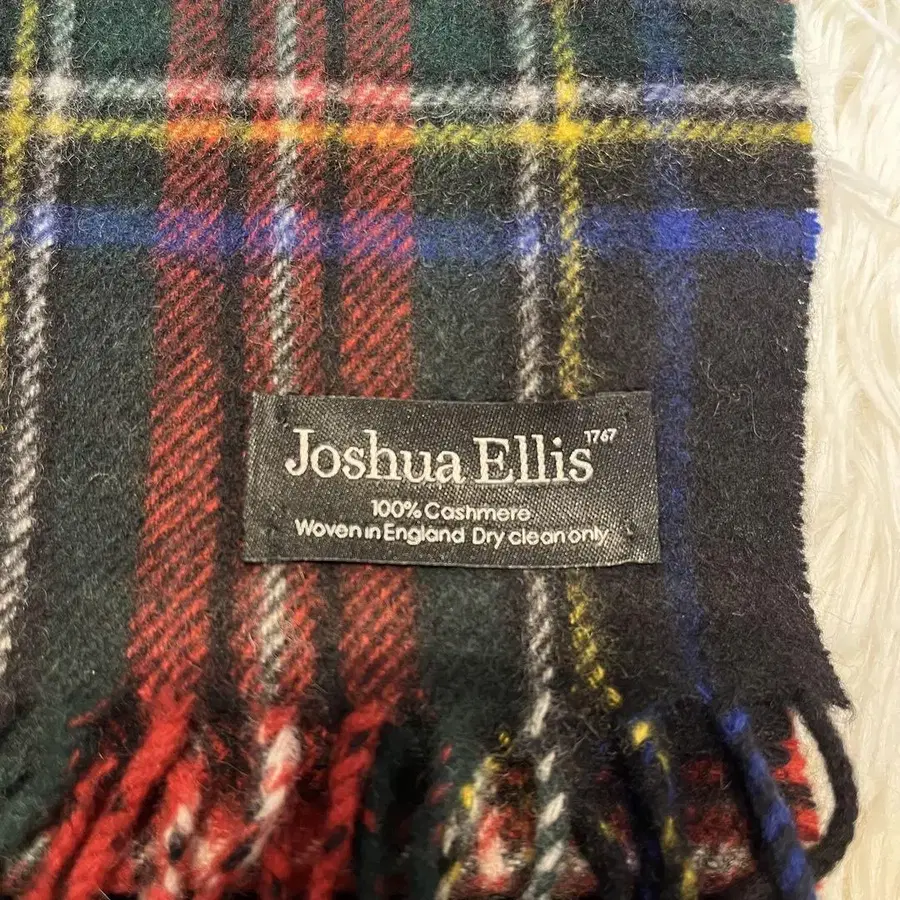 Joshua Ellis 1767
100% Cashmere
Woven in England Dry clean only